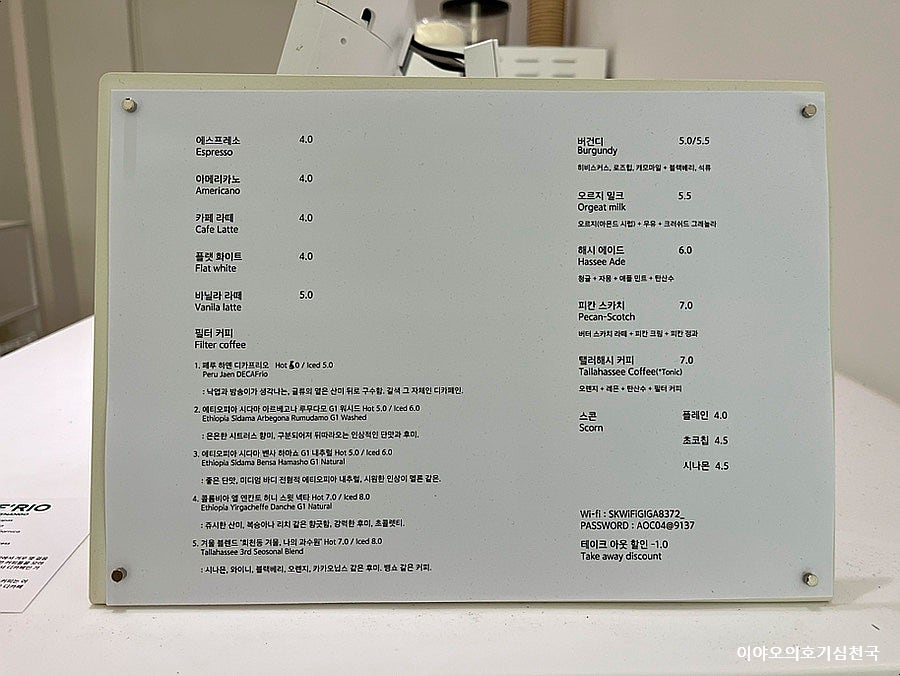 에스프레소 4.0
Espresso
아메리카노 4.0
Americano
카페 라떼 4.0
Cafe Latte
플랫 화이트 4.0
Flat white
바닐라 라떼 5.0
Vanila latte
필터 커피
Filter coffee
1. 페루 하엔 디카프리오 Hot .0 / Iced 5.0
Peru Jaen DECAFrio
: 낙엽과 밤송이가 생각나는, 곡류의 옅은 산미 뒤로 구수함. 갈색 그 자체인 디카페인.
2. 에티오피아 시다마 아르베고나 루무다모 G1 워시드 Hot 5.0 / Iced 6.0
Ethiopia Sidama Arbegona Rumudamo G1 Washed
: 은은한 시트러스 향미, 구분되어져 뒤따라오는 인상적인 단맛과 후미.
3. 에티오피아 시다마 벤사 하마쇼 G1 내추럴 Hot 5.0 / Iced 6.0
Ethiopia Sidama Bensa Hamasho G1 Natural
: 좋은 단맛, 미디엄 바디 전형적 에티오피아 내추럴, 시원한 인상이 멜론 같은.
4. 콜롬비아 엘 엔칸토 허니 스윗 넥타 Hot 7.0 / Iced 8.0
Ethiopia Yirgacheffe Danche G1 Natural
: 쥬시한 산미, 복숭아나 리치 같은 향긋함, 강력한 후미, 초콜렛티.
5. 겨울 블렌드 '회천동 겨울, 나의 과수원' Hot 7.0 / Iced 8.0
Tallahassee 3rd Seosonal Blend
: 시나몬, 와이니, 블랙베리, 오렌지, 카카오닙스 같은 후미. 뱅쇼 같은 커피.
버건디 5.0/5.5
Burgundy
히비스커스, 로즈힙, 캐모마일 + 블랙베리, 석류
오르지 밀크 5.5
Orgeat milk
오르지(아몬드 시럽) + 우유 + 크러쉬드 그래놀라
해시 에이드 6.0
Hassee Ade
청귤 + 자몽 + 애플 민트 + 탄산수
피칸 스카치 7.0
Pecan-Scotch
버터 스카치 라떼 + 피칸 크림 + 피칸 정과
탤러해시 커피 7.0
Tallahassee Coffee(*Tonic)
오렌지 + 레몬 + 탄산수 + 필터 커피
스콘 플레인 4.0
Scorn
초코칩 4.5
시나몬 4.5
Wi-fi : SKWIFIGIGA8372_
PASSWORD : AOC04@9137
테이크 아웃 할인 -1.0
Take away discount
이야오의호기심천국